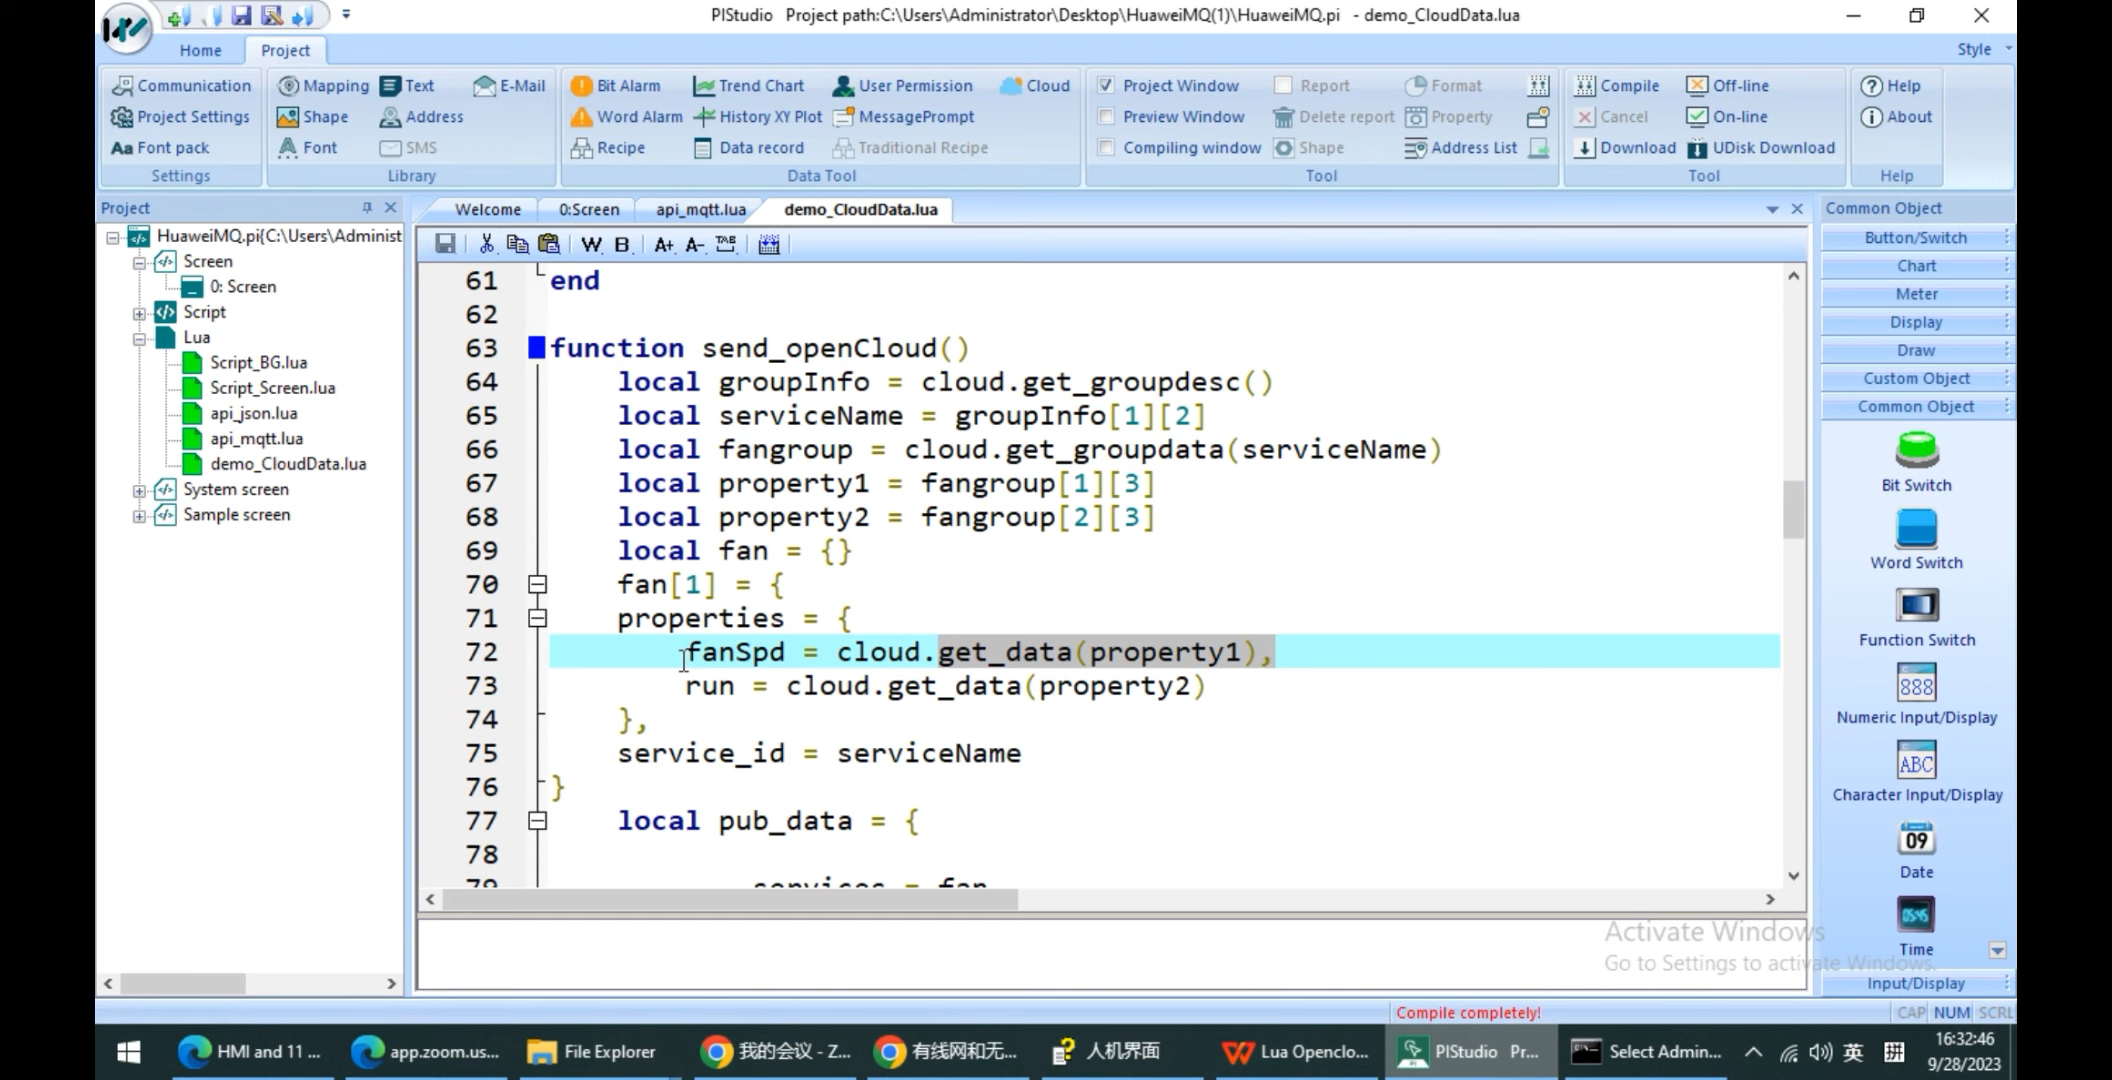 PIStudio   Project path:C:\Users\Administrator\Desktop\HuaweiMQ(1)\HuaweiMQ.pi   - demo_CloudData.lua
Home Project Style
Communication Mapping Text E-Mail Bit Alarm Trend Chart User Permission Cloud Project Window Report Format Compile Off-line Help
Project Settings Shape Address Word Alarm History XY Plot MessagePrompt Preview Window Delete report Property Cancel On-line About
Aa Font pack Font SMS Recipe Data record Traditional Recipe Compiling window Shape Address List Download UDisk Download
Settings Library Data Tool Tool Tool Help
Project
HuaweiMQ.pi{C:\Users\Administ
Screen
0: Screen
Script
Lua
Script_BG.lua
Script_Screen.lua
api_json.lua
api_mqtt.lua
demo_CloudData.lua
System screen
Sample screen
Welcome 0:Screen api_mqtt.lua demo_CloudData.lua
W B A+ A- TAB
61 end
62
63 function send_openCloud()
64 local groupInfo = cloud.get_groupdesc()
65 local serviceName = groupInfo[1][2]
66 local fangroup = cloud.get_groupdata(serviceName)
67 local property1 = fangroup[1][3]
68 local property2 = fangroup[2][3]
69 local fan = {}
70 fan[1] = {
71 properties = {
72 fanSpd = cloud.get_data(property1),
73 run = cloud.get_data(property2)
74 },
75 service_id = serviceName
76 }
77 local pub_data = {
78
79 services = fan
Common Object
Button/Switch
Chart
Meter
Display
Draw
Custom Object
Common Object
Bit Switch
Word Switch
Function Switch
888
Numeric Input/Display
ABC
Character Input/Display
09
Date
05:45
Time
Input/Display
Activate Windows
Go to Settings to activate Windows.
Compile completely! CAP NUM SCRL
HMI and 11 ... app.zoom.us... File Explorer 我的会议 - Z... 有线网和无... 人机界面 Lua Openclo... PIStudio Pr... Select Admin... 英 拼 16:32:46
9/28/2023